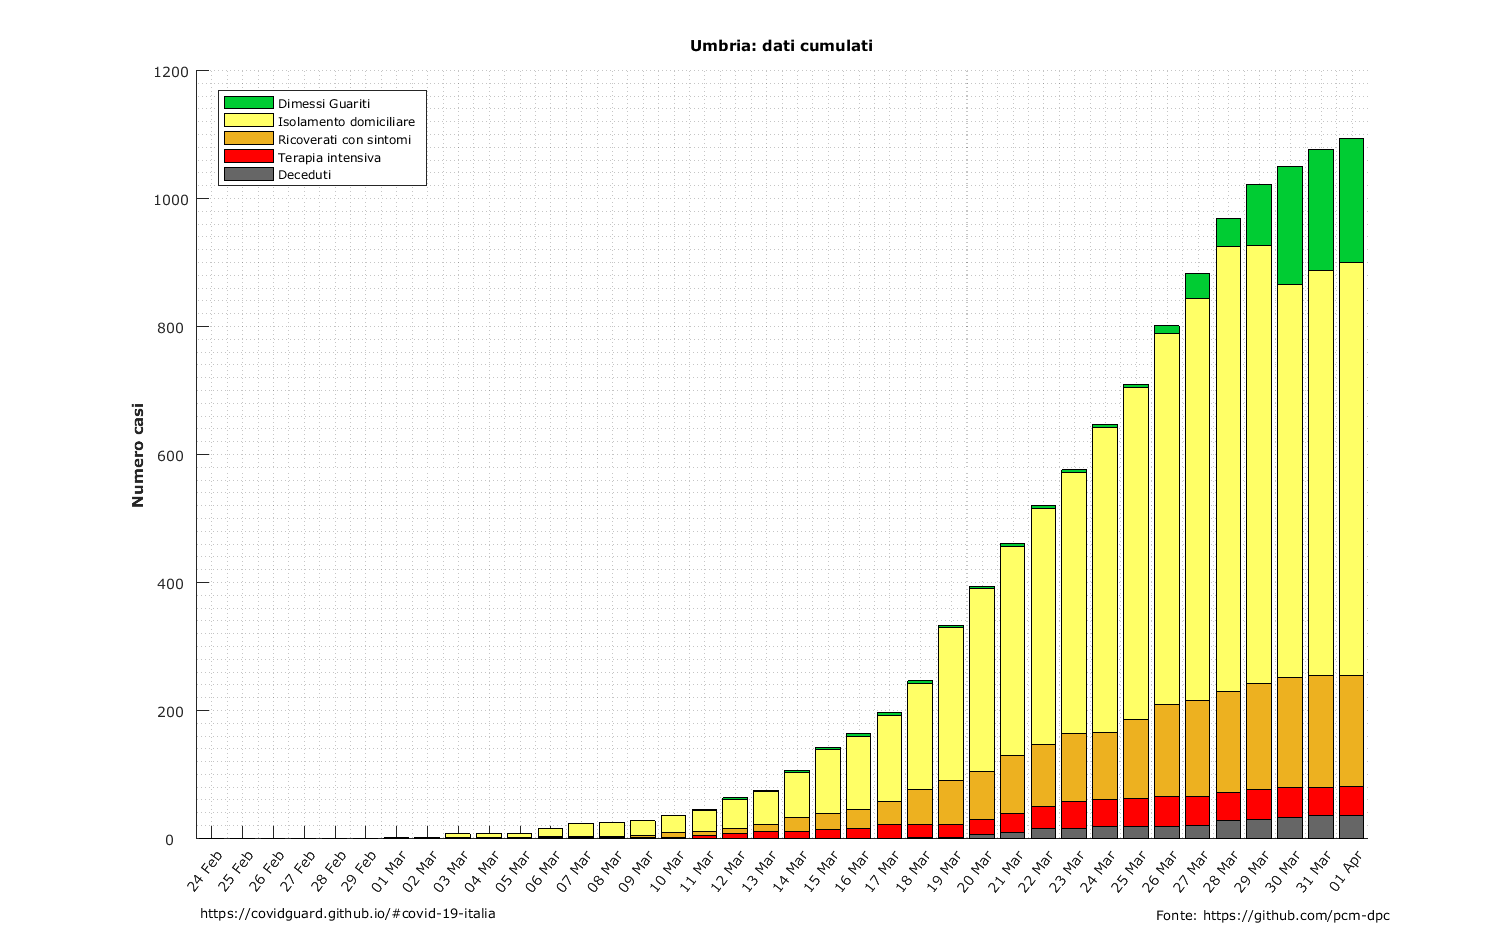 Umbria: dati cumulati
1200
1000
800
600
400
200
0
Numero casi
Dimessi Guariti
Isolamento domiciliare
Ricoverati con sintomi
Terapia intensiva
Deceduti
24 Feb
25 Feb
26 Feb
27 Feb
28 Feb
29 Feb
01 Mar
02 Mar
03 Mar
04 Mar
05 Mar
06 Mar
07 Mar
08 Mar
09 Mar
10 Mar
11 Mar
12 Mar
13 Mar
14 Mar
15 Mar
16 Mar
17 Mar
18 Mar
19 Mar
20 Mar
21 Mar
22 Mar
23 Mar
24 Mar
25 Mar
26 Mar
27 Mar
28 Mar
29 Mar
30 Mar
31 Mar
01 Apr
https://covidguard.github.io/#covid-19-italia
Fonte: https://github.com/pcm-dpc